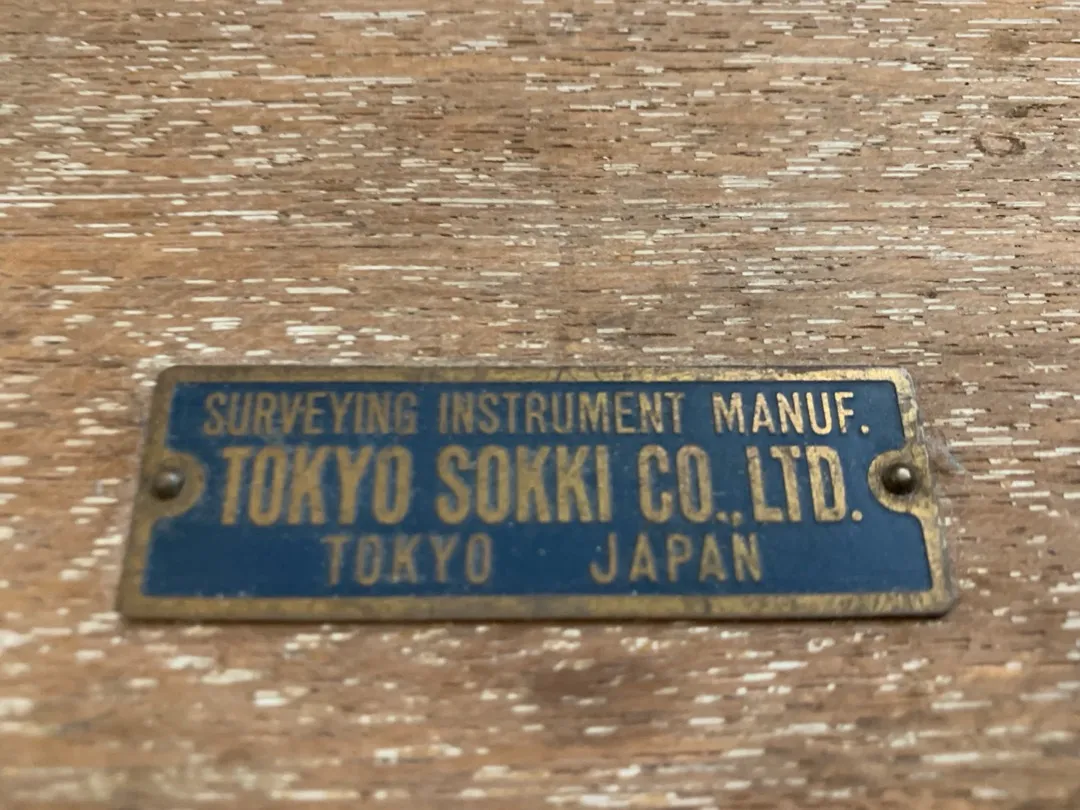 SURVEYING INSTRUMENT MANUF.
TOKYO SOKKI CO., LTD.
TOKYO JAPAN